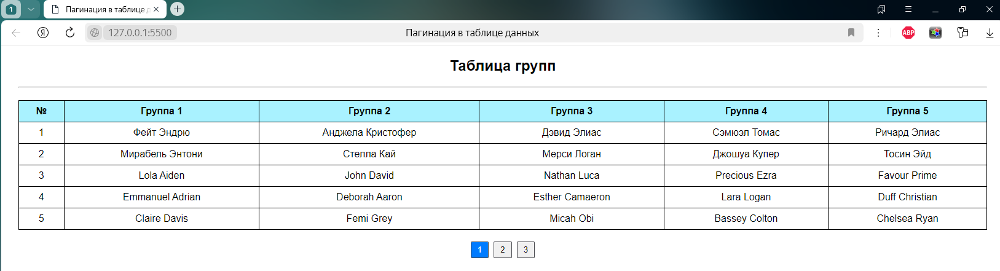 1 Пагинация в таблице д
Я 127.0.0.1:5500 Пагинация в таблице данных ABP
Таблица групп
№ Группа 1 Группа 2 Группа 3 Группа 4 Группа 5
1 Фейт Эндрю Анджела Кристофер Дэвид Элиас Сэмюэл Томас Ричард Элиас
2 Мирабель Энтони Стелла Кай Мерси Логан Джошуа Купер Тосин Эйд
3 Lola Aiden John David Nathan Luca Precious Ezra Favour Prime
4 Emmanuel Adrian Deborah Aaron Esther Camaeron Lara Logan Duff Christian
5 Claire Davis Femi Grey Micah Obi Bassey Colton Chelsea Ryan
1 2 3